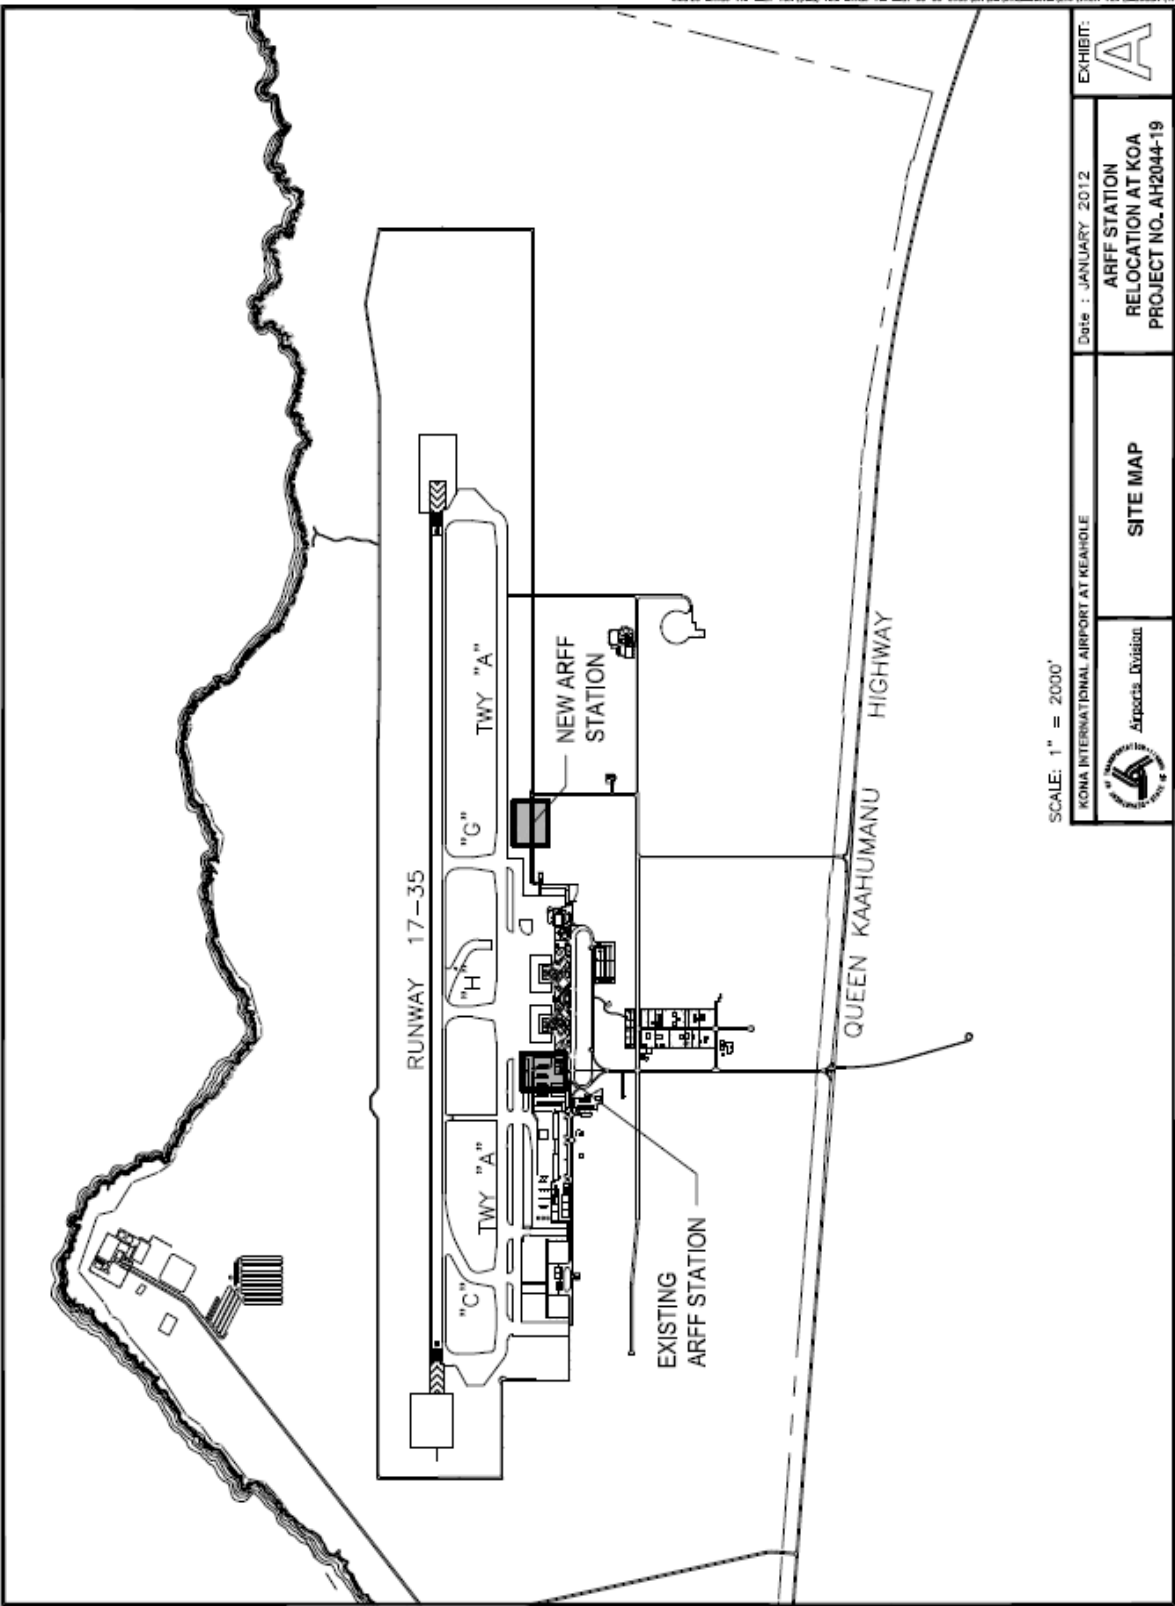 RUNWAY 17-35
"C"
TWY "A"
"H"
"G"
TWY "A"
EXISTING
ARFF STATION
NEW ARFF
STATION
QUEEN KAAHUMANU HIGHWAY
SCALE: 1" = 2000'
KONA INTERNATIONAL AIRPORT AT KEAHOLE
Date : JANUARY 2012
EXHIBIT:
Airports Division
SITE MAP
ARFF STATION
RELOCATION AT KOA
PROJECT NO. AH2044-19
A